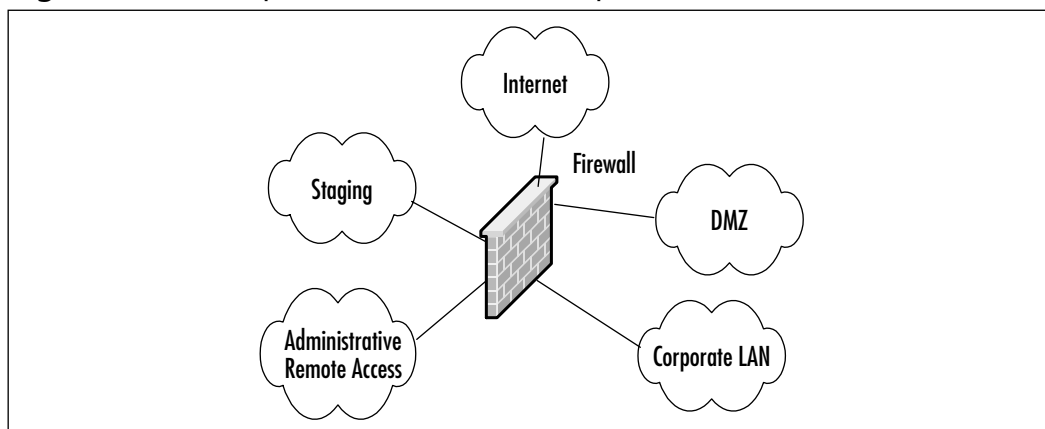 Internet
Firewall
Staging
DMZ
Administrative
Remote Access
Corporate LAN